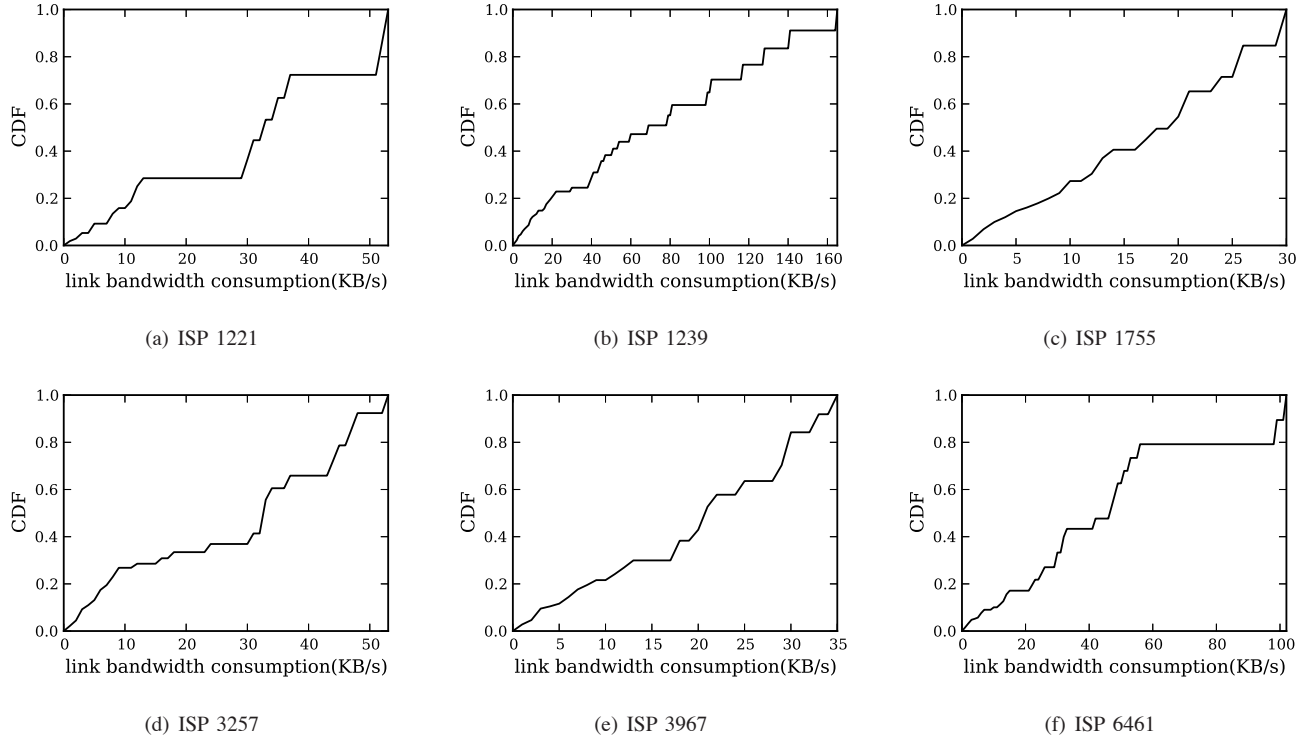 1.0
0.8
0.6
0.4
0.2
0.0
CDF
0 10 20 30 40 50
link bandwidth consumption(KB/s)
(a) ISP 1221
1.0
0.8
0.6
0.4
0.2
0.0
CDF
0 20 40 60 80 100 120 140 160
link bandwidth consumption(KB/s)
(b) ISP 1239
1.0
0.8
0.6
0.4
0.2
0.0
CDF
0 5 10 15 20 25 30
link bandwidth consumption(KB/s)
(c) ISP 1755
1.0
0.8
0.6
0.4
0.2
0.0
CDF
0 10 20 30 40 50
link bandwidth consumption(KB/s)
(d) ISP 3257
1.0
0.8
0.6
0.4
0.2
0.0
CDF
0 5 10 15 20 25 30 35
link bandwidth consumption(KB/s)
(e) ISP 3967
1.0
0.8
0.6
0.4
0.2
0.0
CDF
0 20 40 60 80 100
link bandwidth consumption(KB/s)
(f) ISP 6461